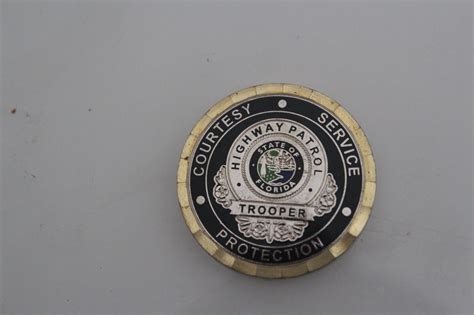 COURTESY
SERVICE
PROTECTION
HIGHWAY PATROL
STATE OF
FLORIDA
TROOPER